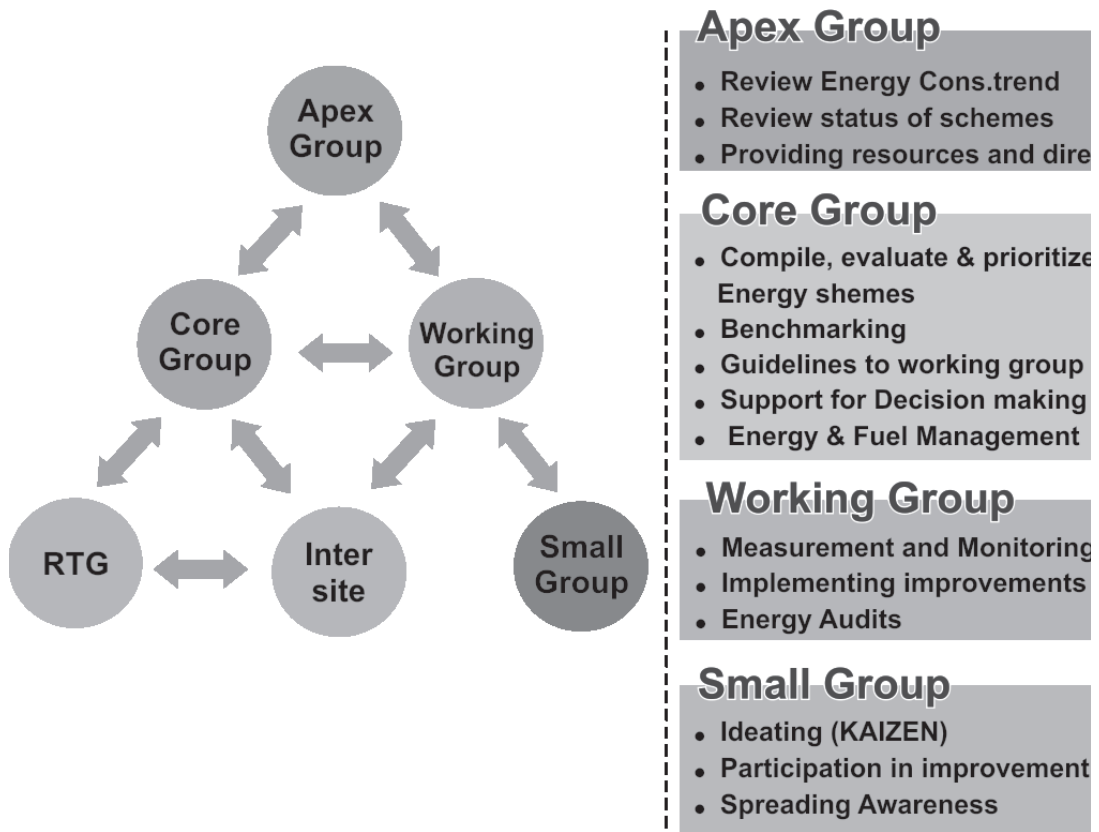 Apex
Group
Core
Group
Working
Group
RTG
Inter
site
Small
Group
Apex Group
• Review Energy Cons.trend
• Review status of schemes
• Providing resources and dire
Core Group
• Compile, evaluate & prioritize
Energy shemes
• Benchmarking
• Guidelines to working group
• Support for Decision making
• Energy & Fuel Management
Working Group
• Measurement and Monitoring
• Implementing improvements
• Energy Audits
Small Group
• Ideating (KAIZEN)
• Participation in improvement
• Spreading Awareness